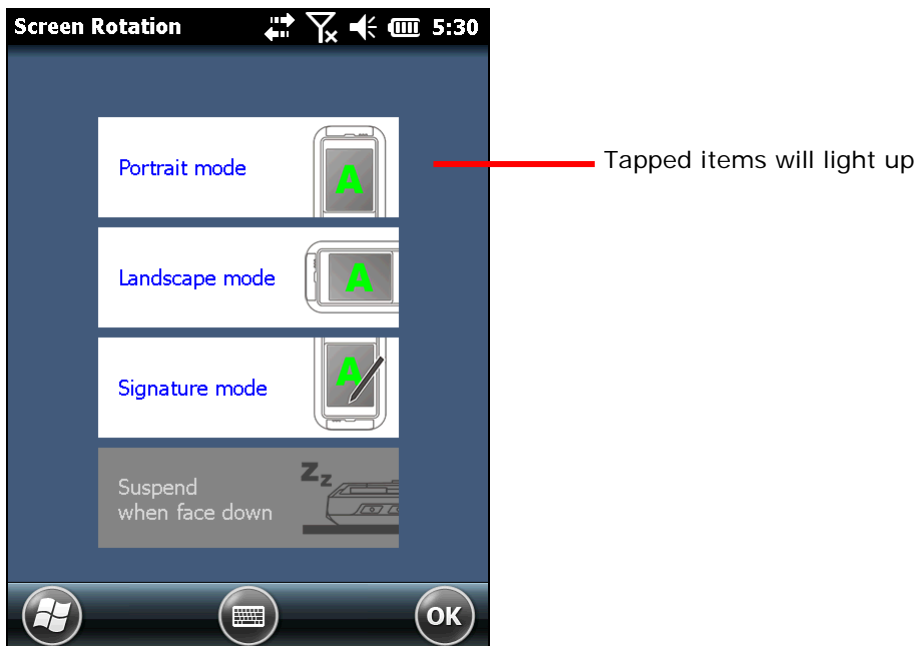 Screen Rotation 5:30
Portrait mode
A
Tapped items will light up
Landscape mode
A
Signature mode
A
Suspend
when face down
Zz
OK